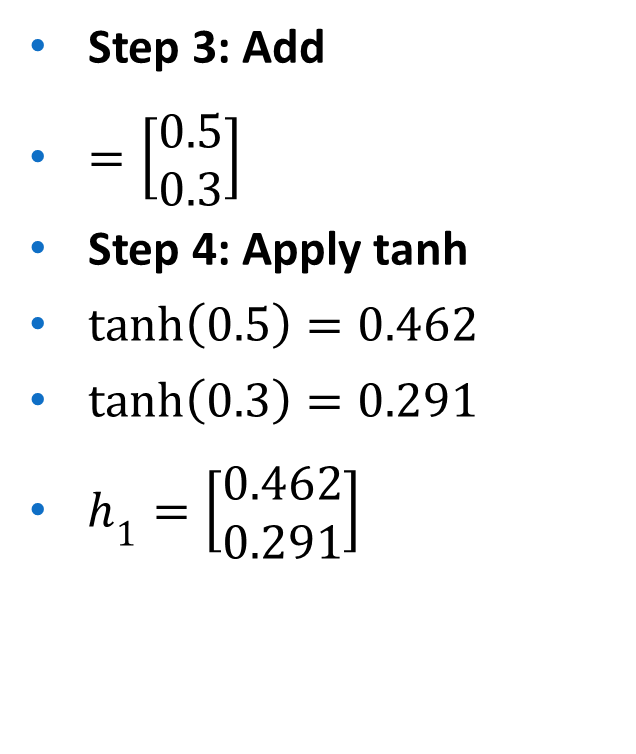 • Step 3: Add
• = [0.5
0.3]
• Step 4: Apply tanh
• tanh(0.5) = 0.462
• tanh(0.3) = 0.291
• h₁ = [0.462
0.291]